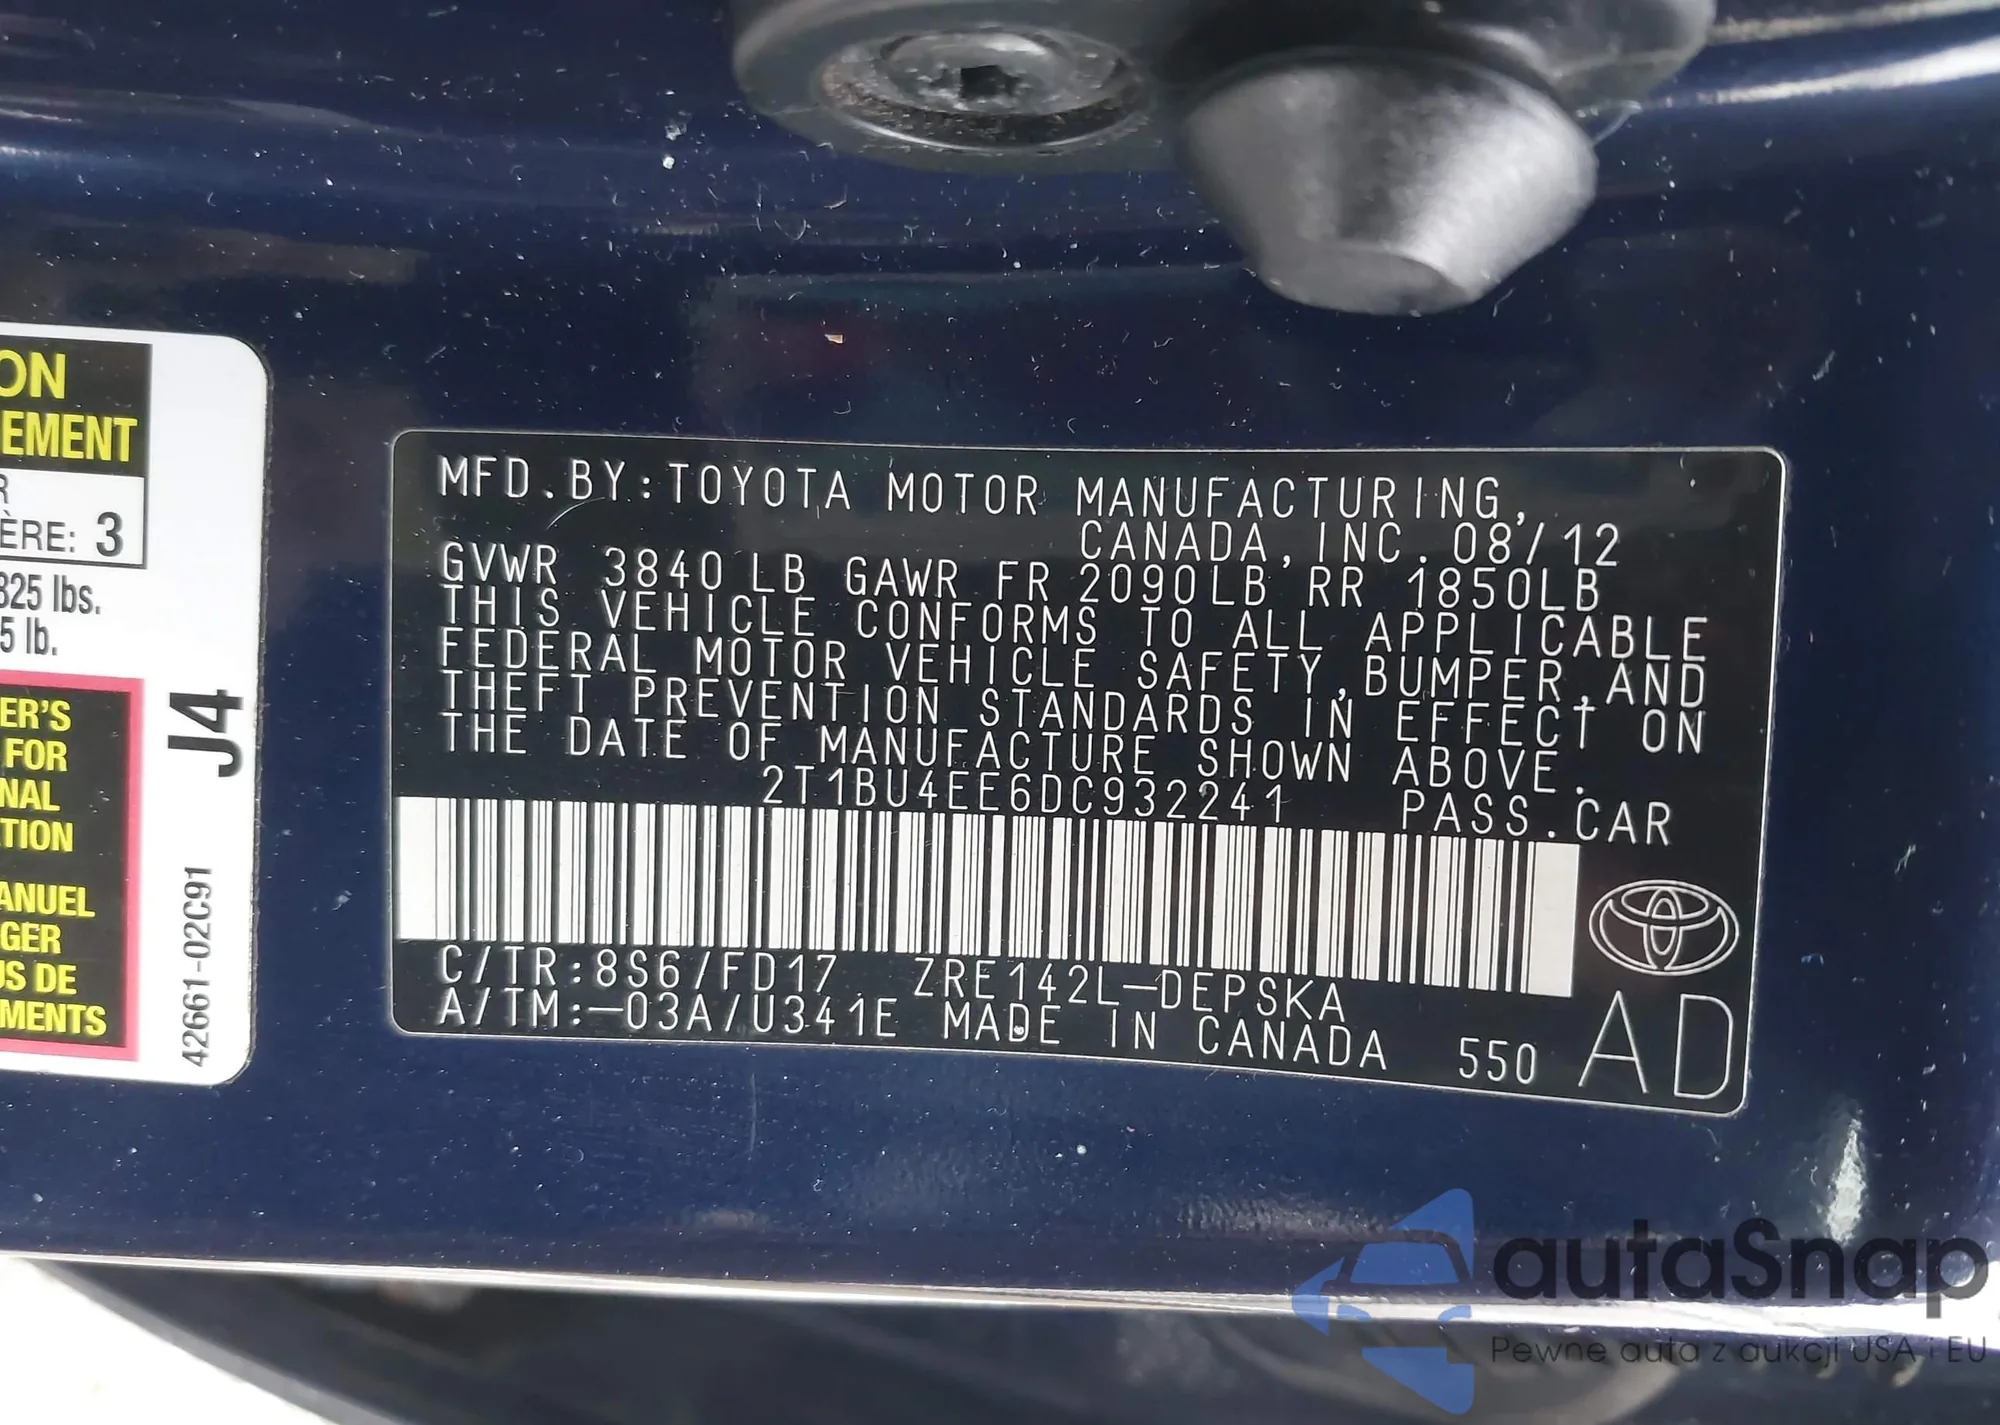 ON
EMENT
R
ÈRE: 3
825 lbs.
5 lb.
ER'S
FOR
NAL
TION
ANUEL
GER
US DE
MENTS
J4
42661-02C91
MFD.BY:TOYOTA MOTOR MANUFACTURING,
CANADA,INC. 08/12
GVWR 3840 LB GAWR FR 2090LB RR 1850LB
THIS VEHICLE CONFORMS TO ALL APPLICABLE
FEDERAL MOTOR VEHICLE SAFETY,BUMPER,AND
THEFT PREVENTION STANDARDS IN EFFECT ON
THE DATE OF MANUFACTURE SHOWN ABOVE.
2T1BU4EE6DC932241 PASS.CAR
C/TR:8S6/FD17 ZRE142L-DEPSKA
A/TM:-03A/U341E MADE IN CANADA 550 AD
autaSnap
Pewne auta z aukcji USA i EU